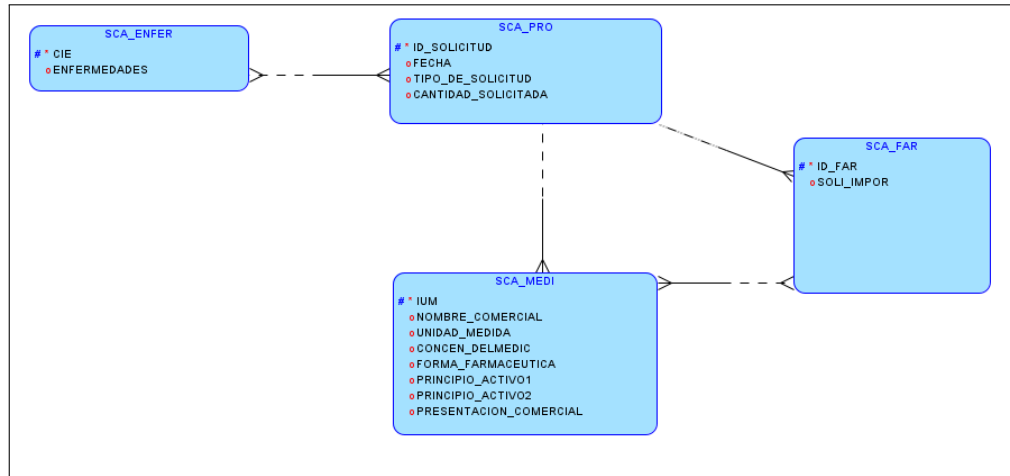 SCA_ENFER
# * CIE
o ENFERMEDADES
SCA_PRO
# * ID_SOLICITUD
o FECHA
o TIPO_DE_SOLICITUD
o CANTIDAD_SOLICITADA
SCA_FAR
# * ID_FAR
o SOLI_IMPOR
SCA_MEDI
# * IUM
o NOMBRE_COMERCIAL
o UNIDAD_MEDIDA
o CONCEN_DELMEDIC
o FORMA_FARMACEUTICA
o PRINCIPIO_ACTIVO1
o PRINCIPIO_ACTIVO2
o PRESENTACION_COMERCIAL